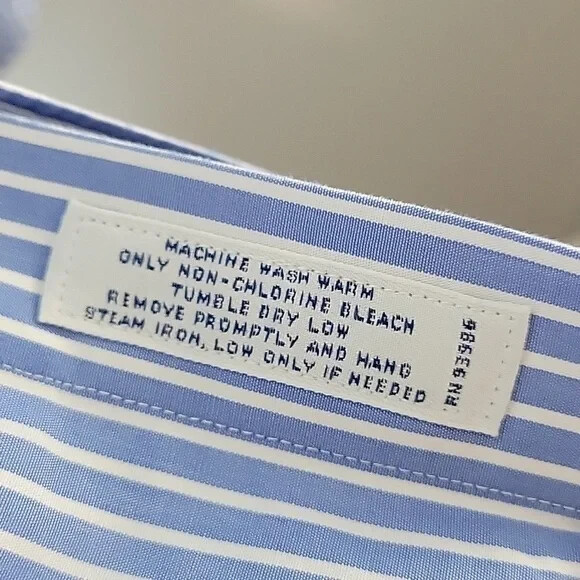 MACHINE WASH WARM
ONLY NON-CHLORINE BLEACH
TUMBLE DRY LOW
REMOVE PROMPTLY AND HANG
STEAM IRON, LOW ONLY IF NEEDED
RN 93986